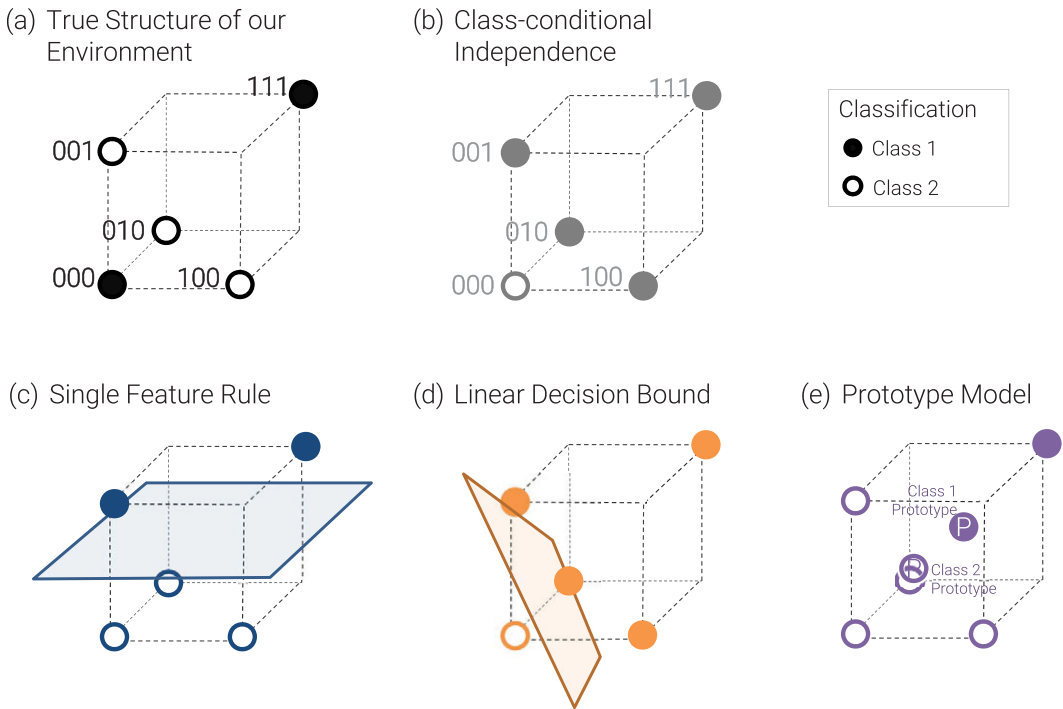 (a) True Structure of our
Environment
111
001
010
000
100
(b) Class-conditional
Independence
111
001
010
000
100
Classification
Class 1
Class 2
(c) Single Feature Rule
(d) Linear Decision Bound
(e) Prototype Model
Class 1
Prototype
P
P
Class 2
Prototype